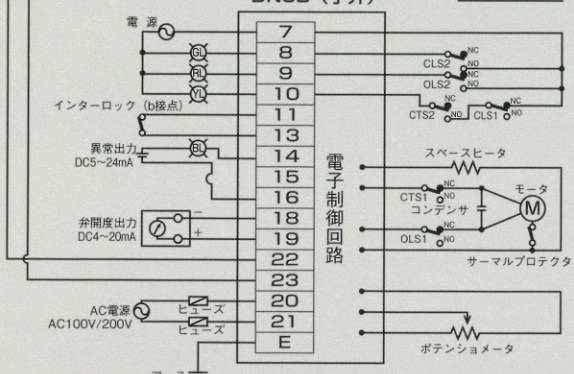 電源
GL
RL
YL
インターロック (b接点)
異常出力
DC5〜24mA
BL
弁開度出力
DC4〜20mA
−
+
AC電源
AC100V/200V
ヒューズ
ヒューズ
7
8
9
10
11
13
14
15
16
18
19
22
23
20
21
E
電子制御回路
CLS2
NC
NO
OLS2
NC
NO
CTS2
NC
NO
CLS1
NC
NO
スペースヒータ
CTS1
NC
NO
コンデンサ
モータ
M
OLS1
NC
NO
サーマルプロテクタ
ポテンショメータ